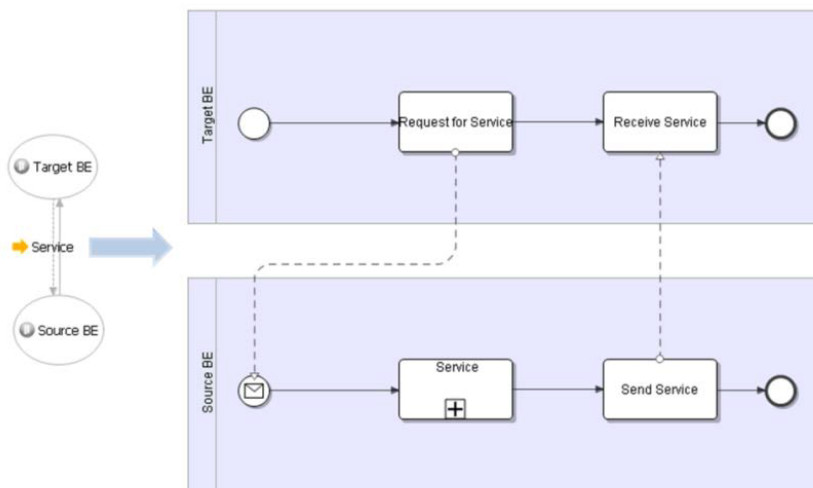 Target BE
Service
Source BE
Target BE
Request for Service
Receive Service
Source BE
Service
Send Service